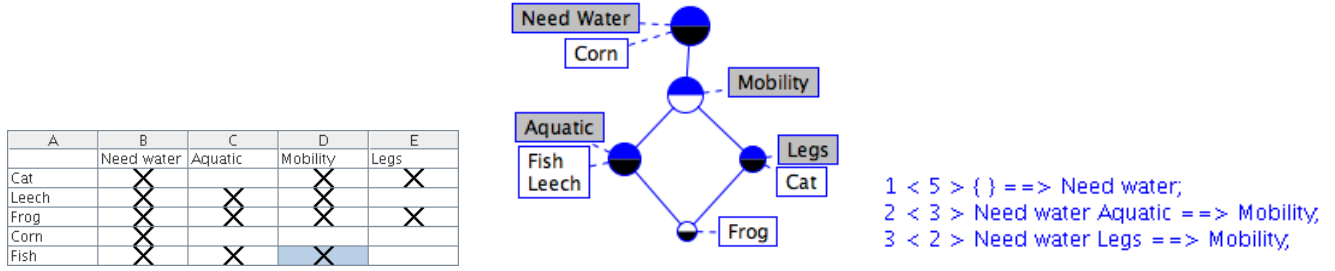 A B C D E
Need water Aquatic Mobility Legs
Cat X X X
Leech X X X
Frog X X X X
Corn X
Fish X X X
Need Water
Corn
Mobility
Aquatic
Fish
Leech
Legs
Cat
Frog
1 < 5 > { } ==> Need water;
2 < 3 > Need water Aquatic ==> Mobility;
3 < 2 > Need water Legs ==> Mobility;